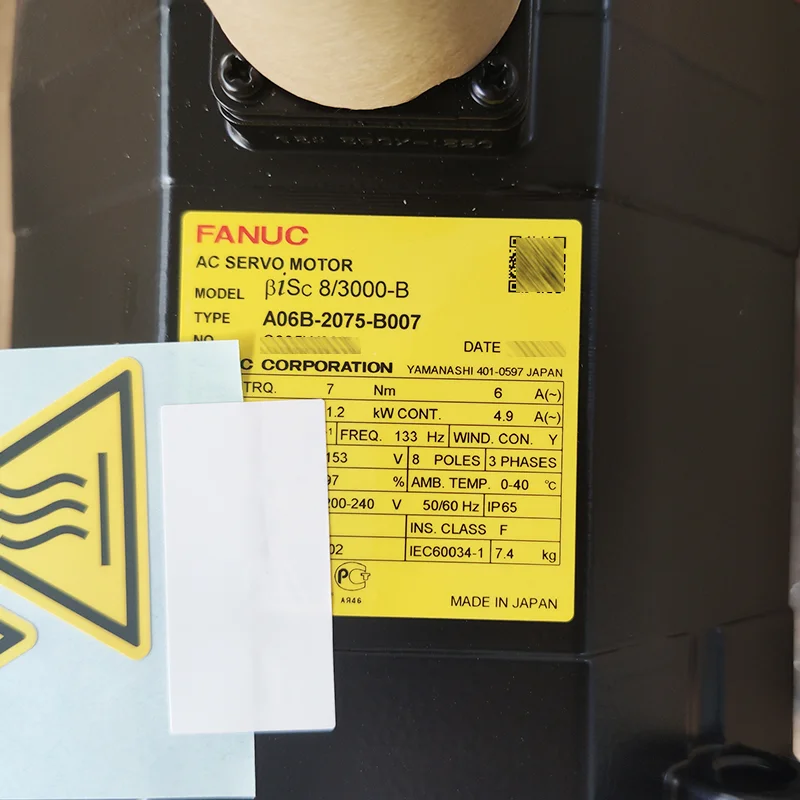 FANUC
AC SERVO MOTOR
MODEL βiSc 8/3000-B
TYPE A06B-2075-B007
NO.
DATE
C CORPORATION YAMANASHI 401-0597 JAPAN
TRQ. 7 Nm 6 A(~)
1.2 kW CONT. 4.9 A(~)
-1 FREQ. 133 Hz WIND. CON. Y
153 V 8 POLES 3 PHASES
97 % AMB. TEMP. 0-40 ℃
200-240 V 50/60 Hz IP65
INS. CLASS F
02 IEC60034-1 7.4 kg
АЯ46
MADE IN JAPAN